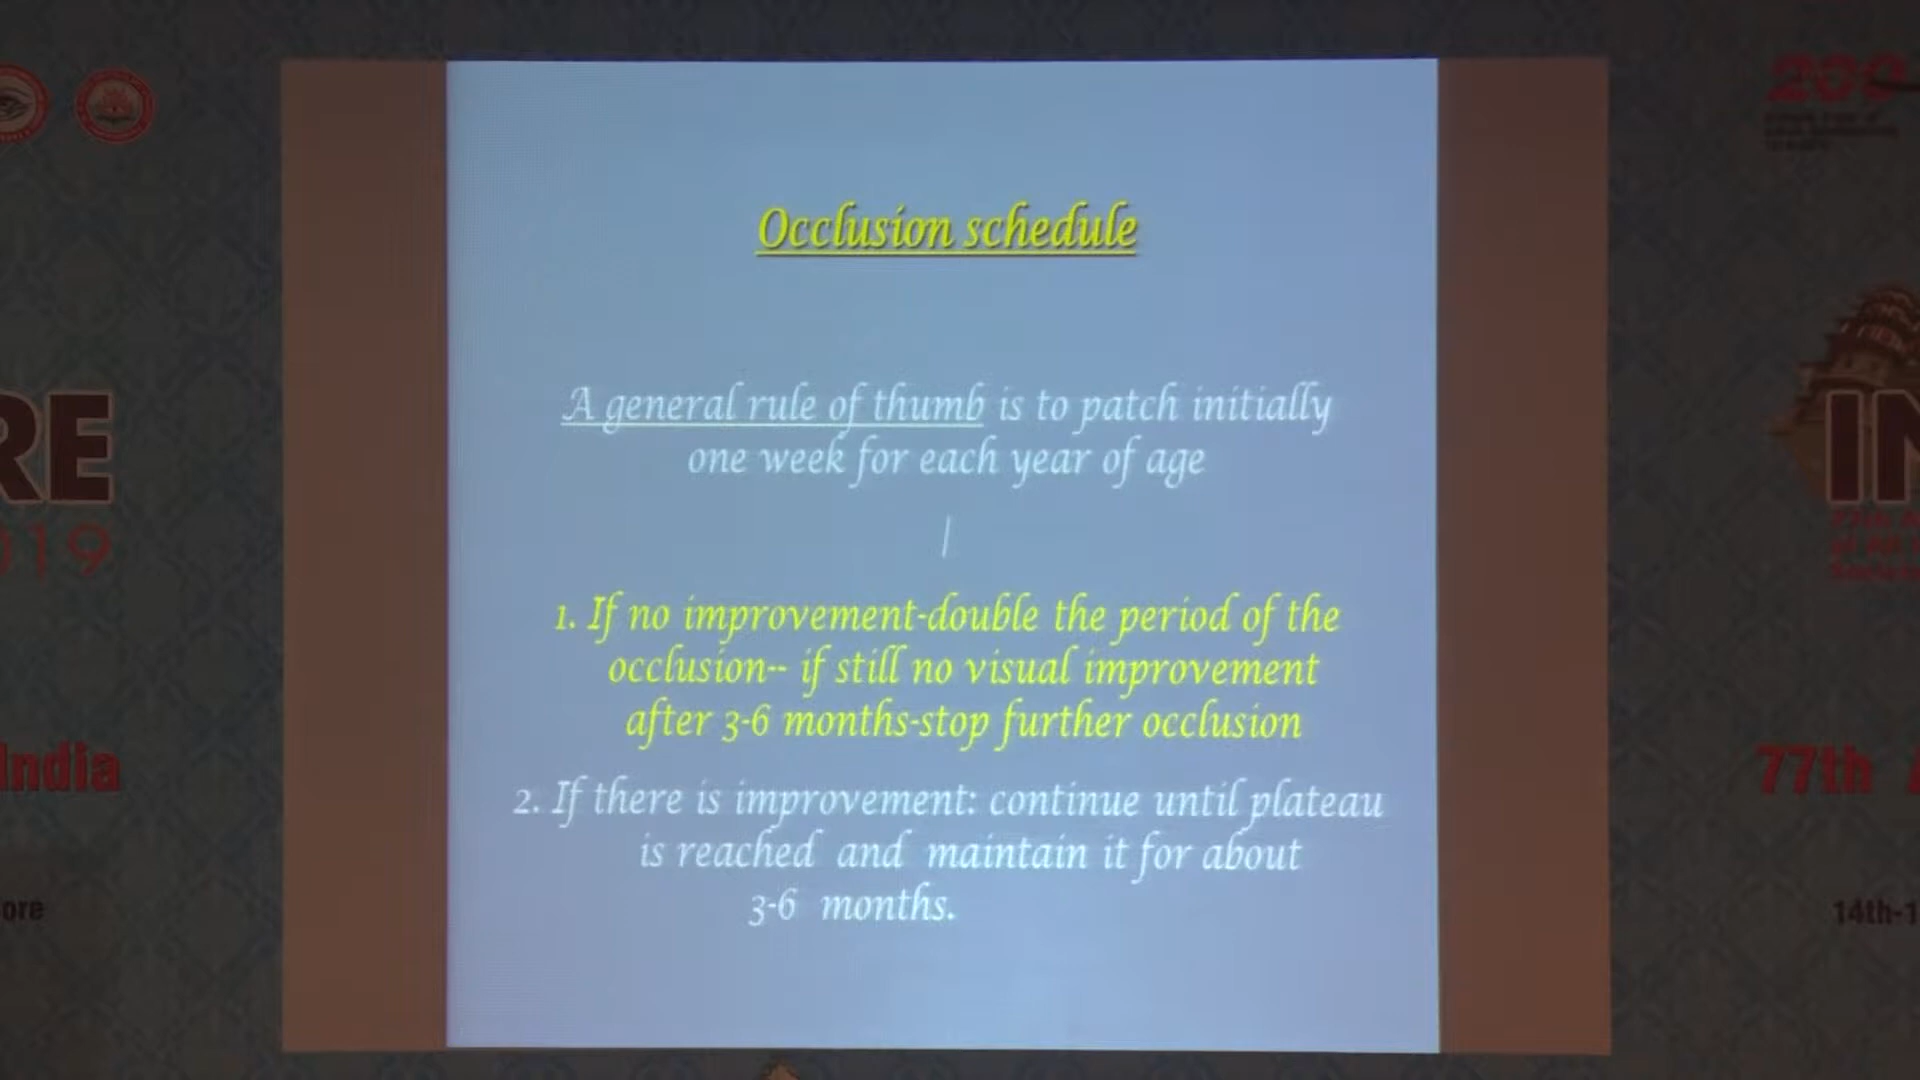 Occlusion schedule
A general rule of thumb is to patch initially
one week for each year of age
|
1. If no improvement-double the period of the
occlusion-- if still no visual improvement
after 3-6 months-stop further occlusion
2. If there is improvement: continue until plateau
is reached and maintain it for about
3-6 months.
RE
019
India
ore
200
IN
77th
14th-1